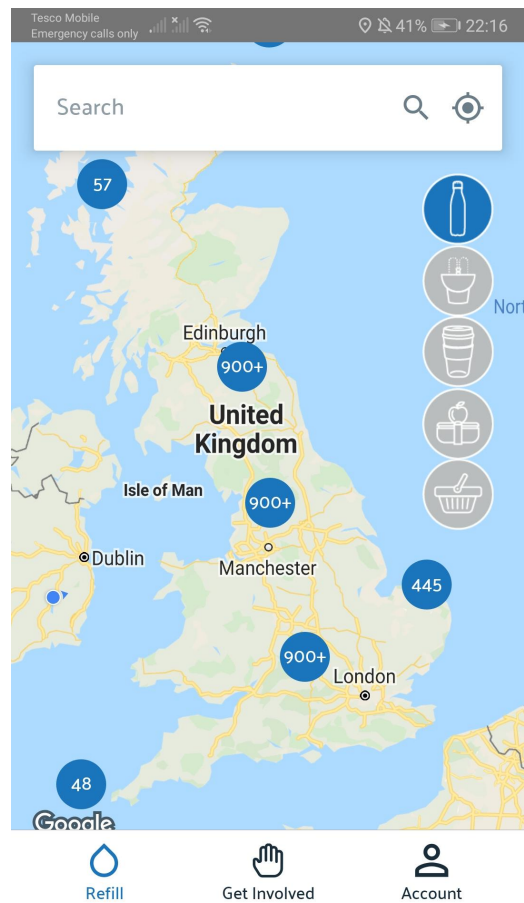 Tesco Mobile
Emergency calls only
41% 22:16
Search
57
Nort
Edinburgh
900+
United
Kingdom
Isle of Man
900+
Dublin
Manchester
445
900+
London
48
Google
Refill
Get Involved
Account